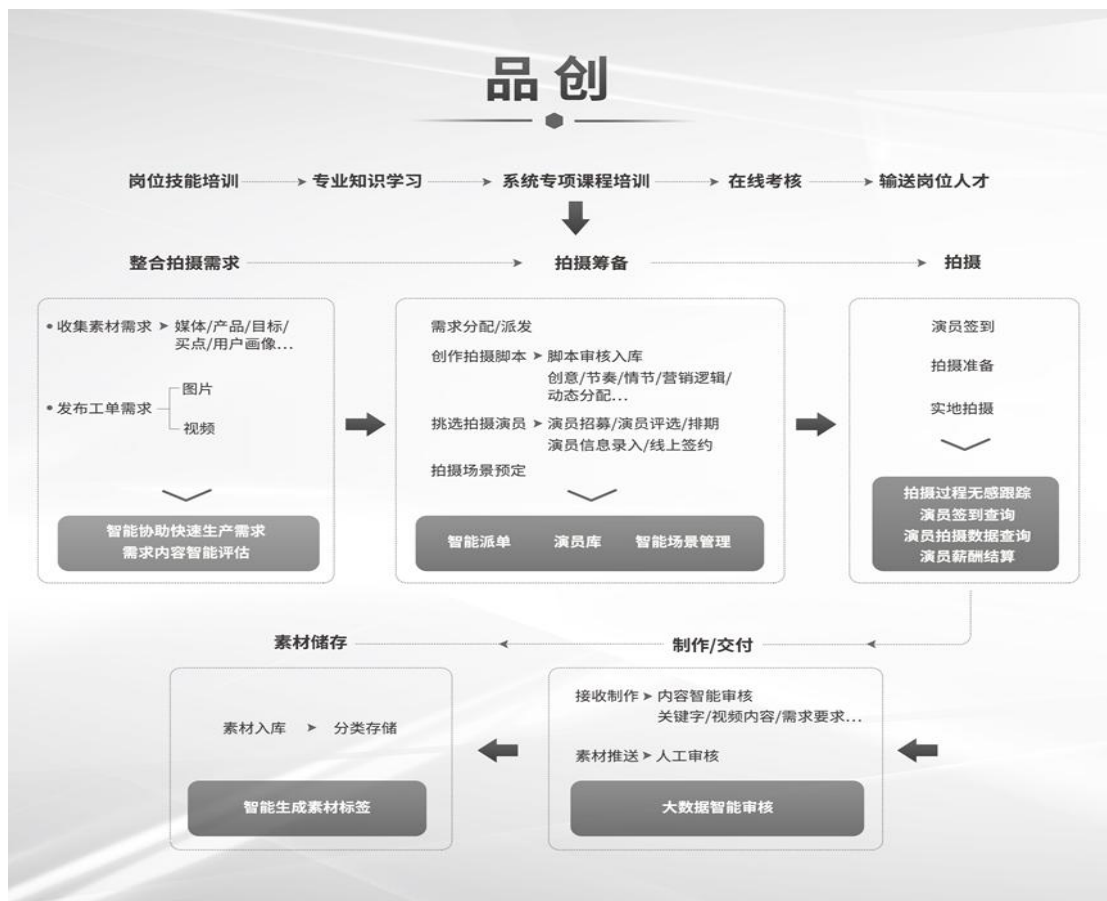 品创
岗位技能培训 专业知识学习 系统专项课程培训 在线考核 输送岗位人才
整合拍摄需求 拍摄筹备 拍摄
• 收集素材需求 ➤ 媒体/产品/目标/
买点/用户画像...
• 发布工单需求
图片
视频
智能协助快速生产需求
需求内容智能评估
需求分配/派发
创作拍摄脚本 ➤ 脚本审核入库
创意/节奏/情节/营销逻辑/
动态分配...
挑选拍摄演员 ➤ 演员招募/演员评选/排期
演员信息录入/线上签约
拍摄场景预定
智能派单 演员库 智能场景管理
演员签到
拍摄准备
实地拍摄
拍摄过程无感跟踪
演员签到查询
演员拍摄数据查询
演员薪酬结算
素材储存 制作/交付
素材入库 ➤ 分类存储
智能生成素材标签
接收制作 ➤ 内容智能审核
关键字/视频内容/需求要求...
素材推送 ➤ 人工审核
大数据智能审核